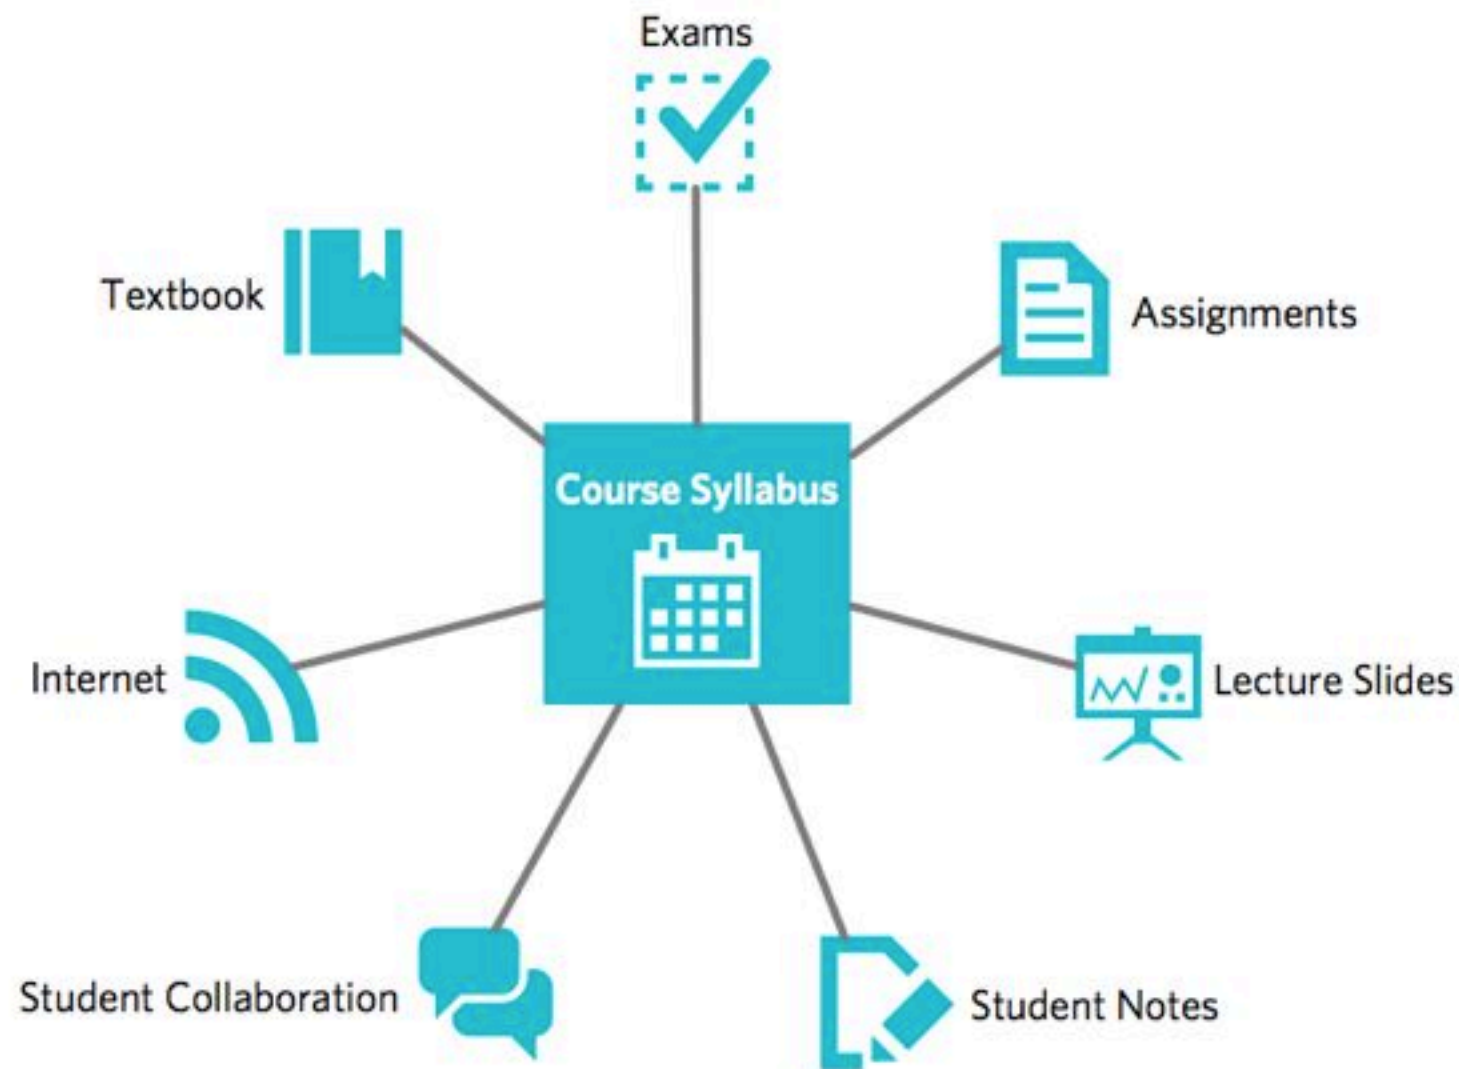 Exams
Textbook
Assignments
Course Syllabus
Internet
Lecture Slides
Student Collaboration
Student Notes